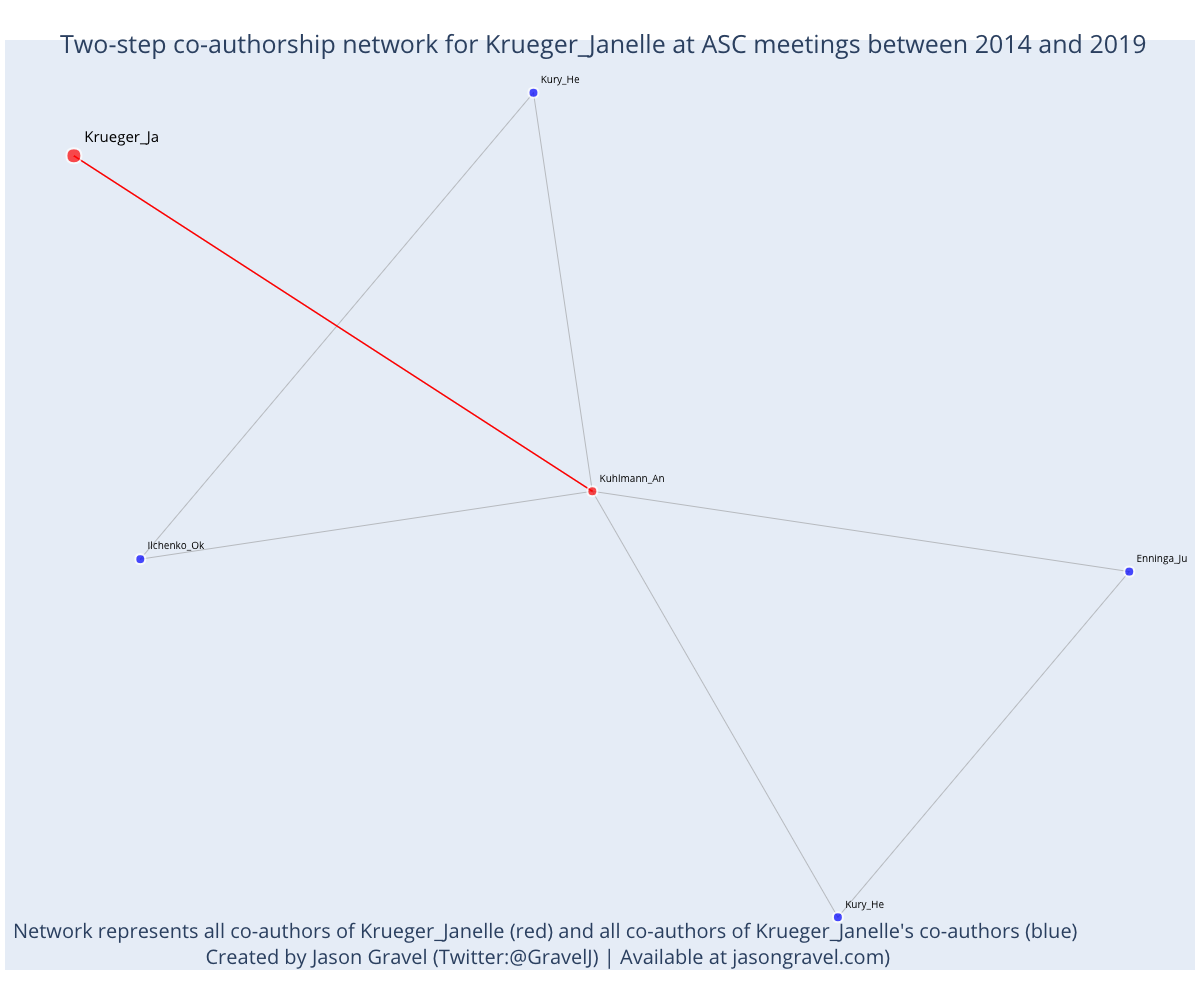 Two-step co-authorship network for Krueger_Janelle at ASC meetings between 2014 and 2019
Kury_He
Krueger_Ja
Kuhlmann_An
Ilchenko_Ok
Enninga_Ju
Kury_He
Network represents all co-authors of Krueger_Janelle (red) and all co-authors of Krueger_Janelle's co-authors (blue)
Created by Jason Gravel (Twitter:@GravelJ) | Available at jasongravel.com)